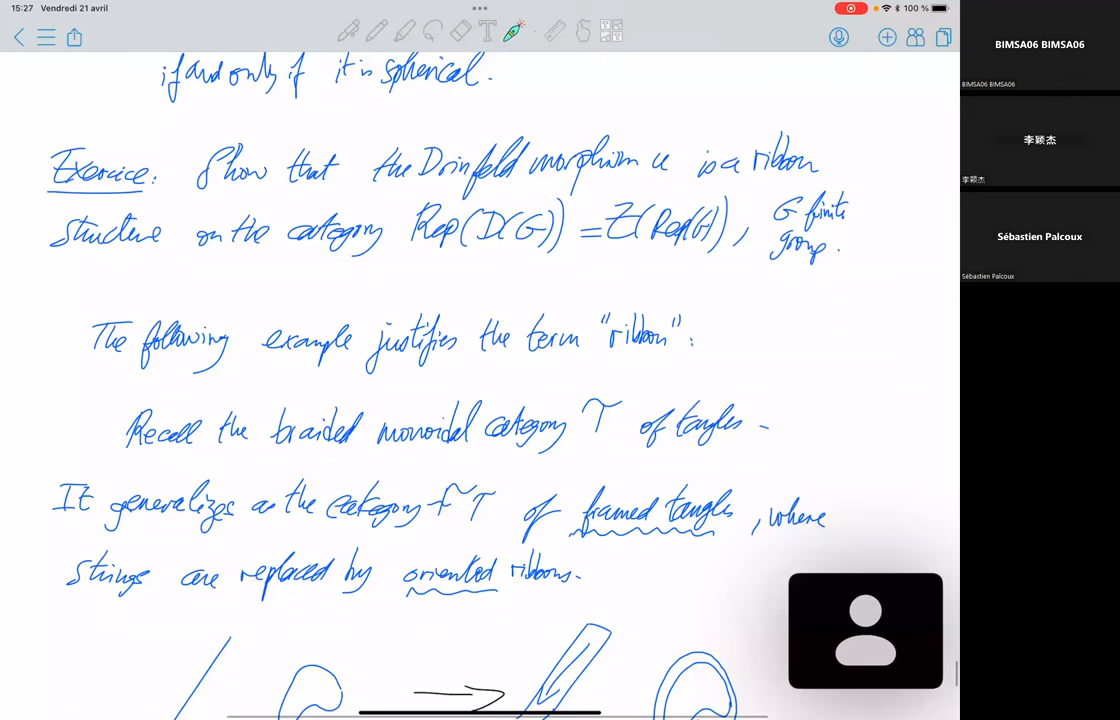 15:27 Vendredi 21 avril
100 %
if and only if it is spherical.
Exercice: Show that the Drinfeld morphism u is a ribbon
structure on the category Rep(D(G)) = Z(Rep(G)), G finite
group.
The following example justifies the term "ribbon":
Recall the braided monoidal category T of tangles.
It generalizes as the category fT of framed tangles, where
strings are replaced by oriented ribbons.
BIMSA06 BIMSA06
BIMSA06 BIMSA06
李颖杰
李颖杰
Sébastien Palcoux
Sébastien Palcoux